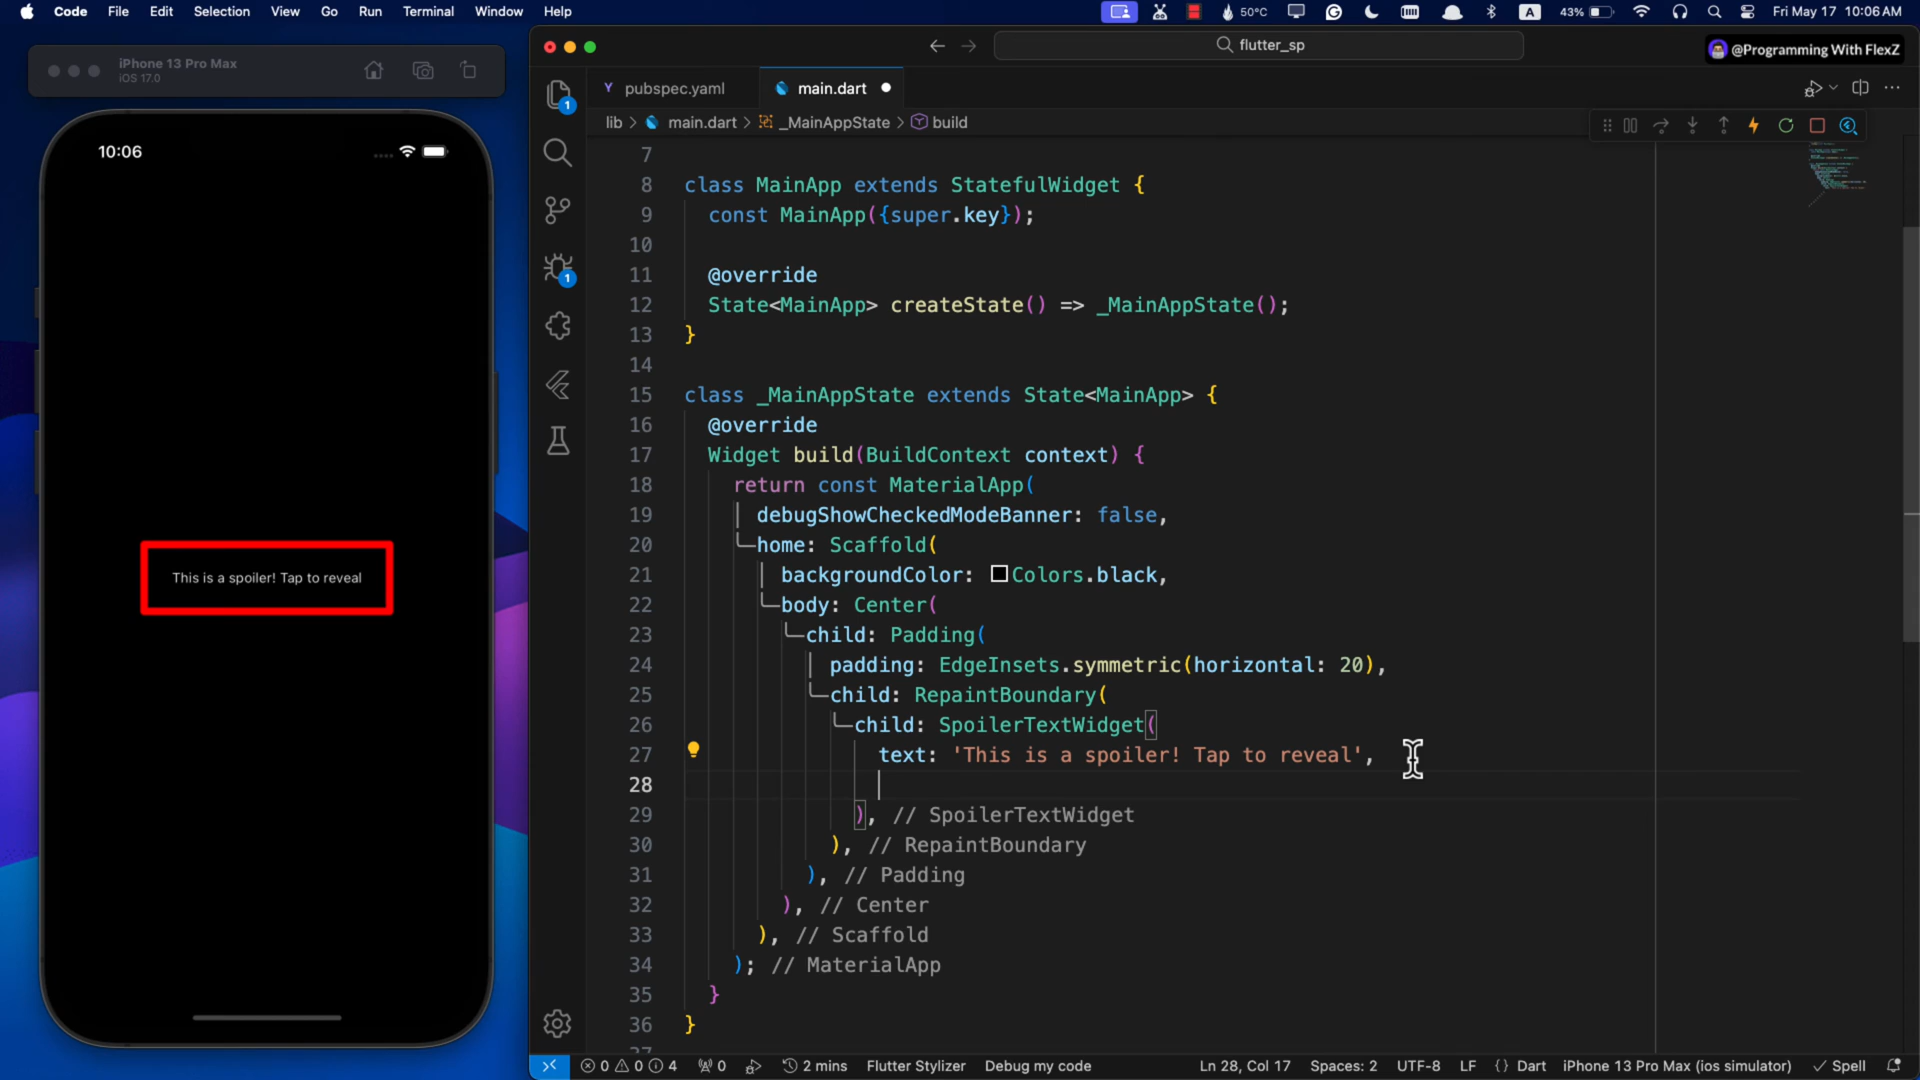 Code File Edit Selection View Go Run Terminal Window Help
50°C A 43% Fri May 17 10:06 AM
iPhone 13 Pro Max
iOS 17.0
flutter_sp
@Programming With FlexZ
pubspec.yaml
main.dart
lib > main.dart > _MainAppState > build
10:06
This is a spoiler! Tap to reveal
1
1
7
8 class MainApp extends StatefulWidget {
9 const MainApp({super.key});
10
11 @override
12 State<MainApp> createState() => _MainAppState();
13 }
14
15 class _MainAppState extends State<MainApp> {
16 @override
17 Widget build(BuildContext context) {
18 return const MaterialApp(
19 debugShowCheckedModeBanner: false,
20 home: Scaffold(
21 backgroundColor: Colors.black,
22 body: Center(
23 child: Padding(
24 padding: EdgeInsets.symmetric(horizontal: 20),
25 child: RepaintBoundary(
26 child: SpoilerTextWidget(
27 text: 'This is a spoiler! Tap to reveal',
28
29 ), // SpoilerTextWidget
30 ), // RepaintBoundary
31 ), // Padding
32 ), // Center
33 ), // Scaffold
34 ); // MaterialApp
35 }
36 }
0 0 4 0 2 mins Flutter Stylizer Debug my code Ln 28, Col 17 Spaces: 2 UTF-8 LF {} Dart iPhone 13 Pro Max (ios simulator) Spell